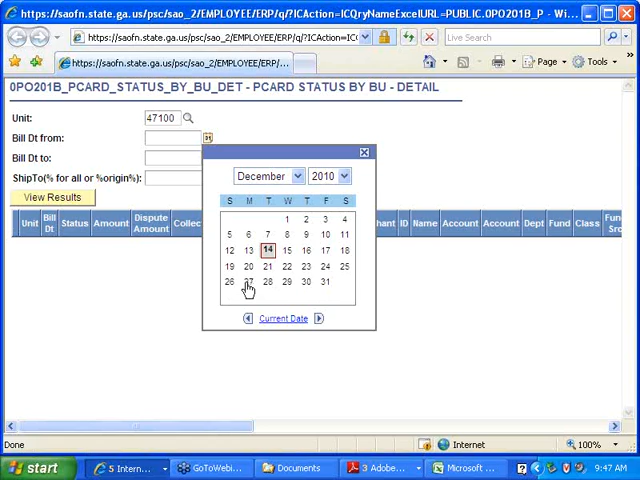 https://saofn.state.ga.us/psc/sao_2/EMPLOYEE/ERP/q/?ICAction=ICQryNameExcelURL=PUBLIC.0PO201B_P - Wi...
https://saofn.state.ga.us/psc/sao_2/EMPLOYEE/ERP/q/?ICAction=IC
Live Search
https://saofn.state.ga.us/psc/sao_2/EMPLOYEE/ERP/...
Page
Tools
0PO201B_PCARD_STATUS_BY_BU_DET - PCARD STATUS BY BU - DETAIL
Unit: 47100
Bill Dt from: 31
Bill Dt to:
ShipTo(% for all or %origin%):
View Results
Unit Bill Dt Status Amount Dispute Amount Collec hant ID Name Account Account Dept Fund Class Fun Sro
December 2010
S M T W T F S
1 2 3 4
5 6 7 8 9 10 11
12 13 14 15 16 17 18
19 20 21 22 23 24 25
26 27 28 29 30 31
Current Date
Done
Internet
100%
start
5 Intern...
GoToWebi...
Documents
3 Adobe...
Microsoft ...
9:47 AM